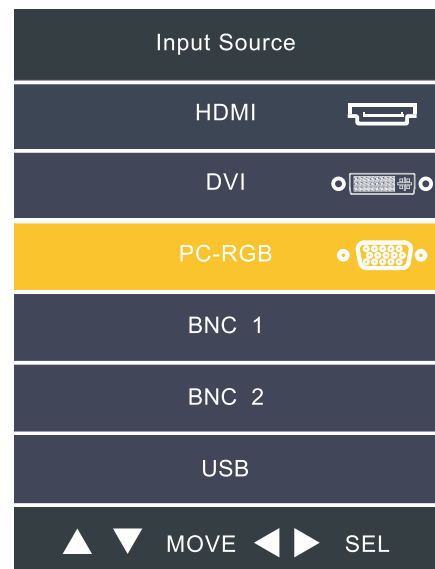 Input Source
HDMI
DVI
PC-RGB
BNC 1
BNC 2
USB
MOVE SEL